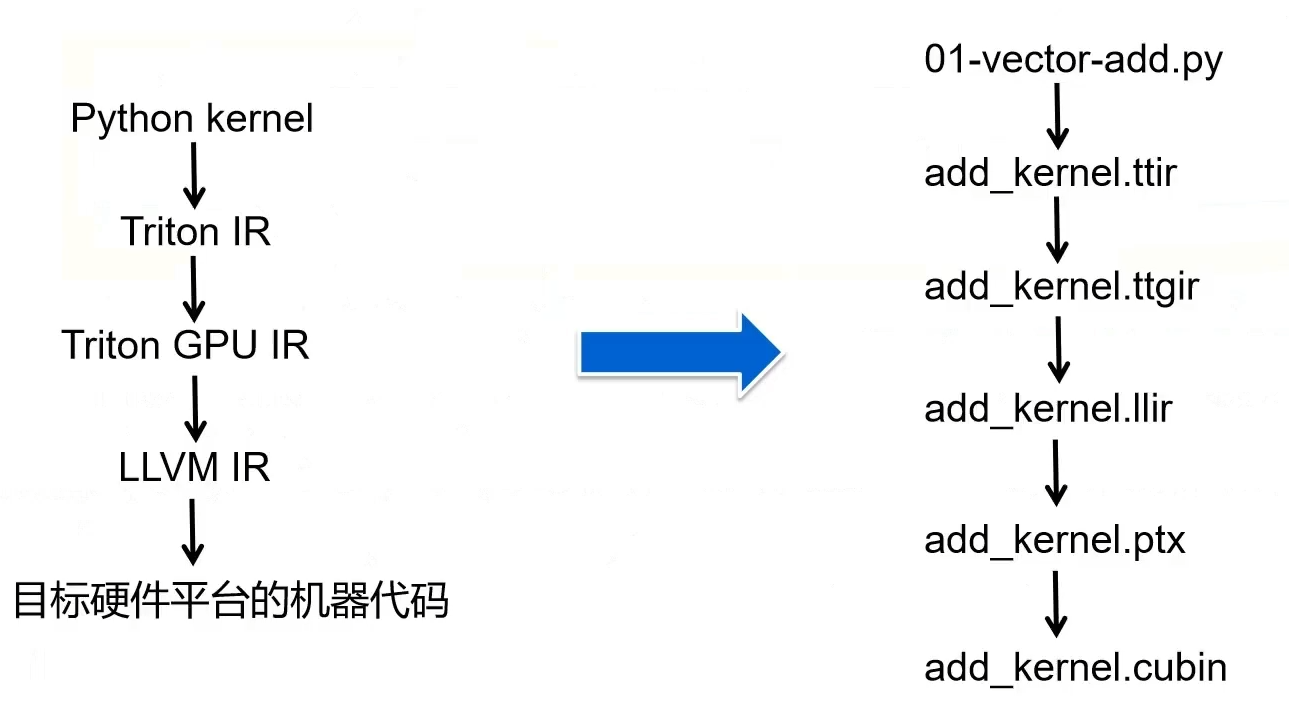 Python kernel
Triton IR
Triton GPU IR
LLVM IR
目标硬件平台的机器代码
01-vector-add.py
add_kernel.ttir
add_kernel.ttgir
add_kernel.llir
add_kernel.ptx
add_kernel.cubin